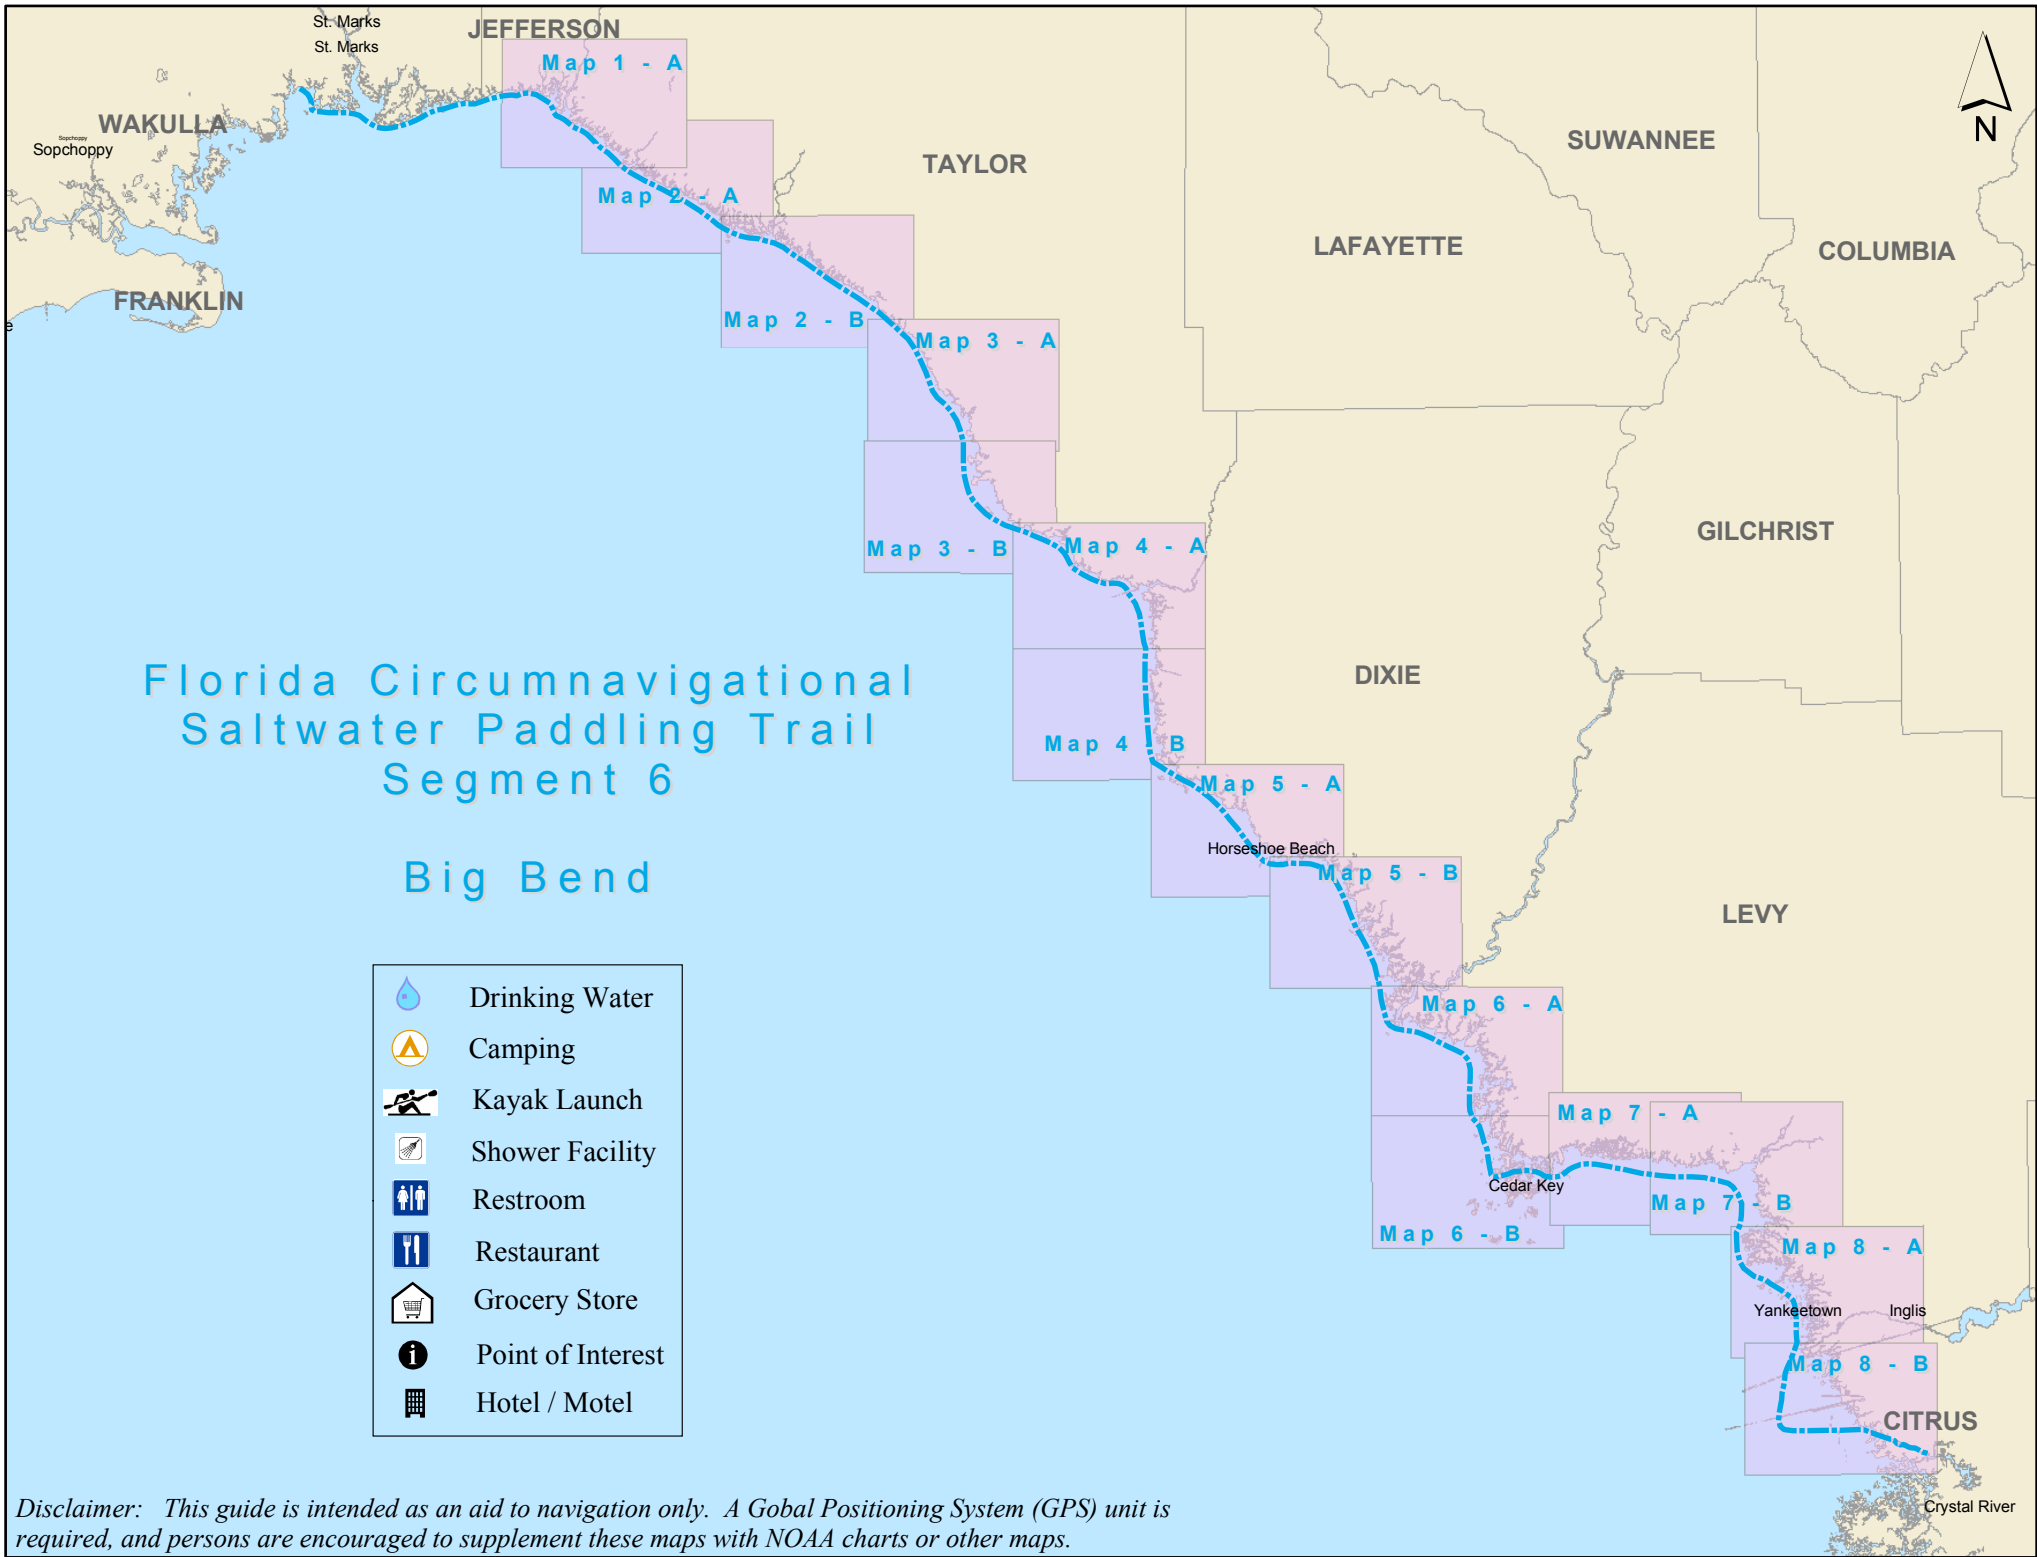 St. Marks
St. Marks
JEFFERSON
Map 1 - A
WAKULLA
Sopchoppy
Sopchoppy
N
SUWANNEE
TAYLOR
Map 2 - A
LAFAYETTE
COLUMBIA
FRANKLIN
e
Map 2 - B
Map 3 - A
GILCHRIST
Map 3 - B
Map 4 - A
Florida Circumnavigational
Saltwater Paddling Trail
Segment 6
Big Bend
DIXIE
Map 4 - B
Map 5 - A
Horseshoe Beach
Map 5 - B
LEVY
Map 6 - A
Map 7 - A
Cedar Key
Map 7 - B
Map 6 - B
Map 8 - A
Yankeetown
Inglis
Map 8 - B
CITRUS
Crystal River
Drinking Water
Camping
Kayak Launch
Shower Facility
Restroom
Restaurant
Grocery Store
Point of Interest
Hotel / Motel
Disclaimer: This guide is intended as an aid to navigation only. A Gobal Positioning System (GPS) unit is
required, and persons are encouraged to supplement these maps with NOAA charts or other maps.